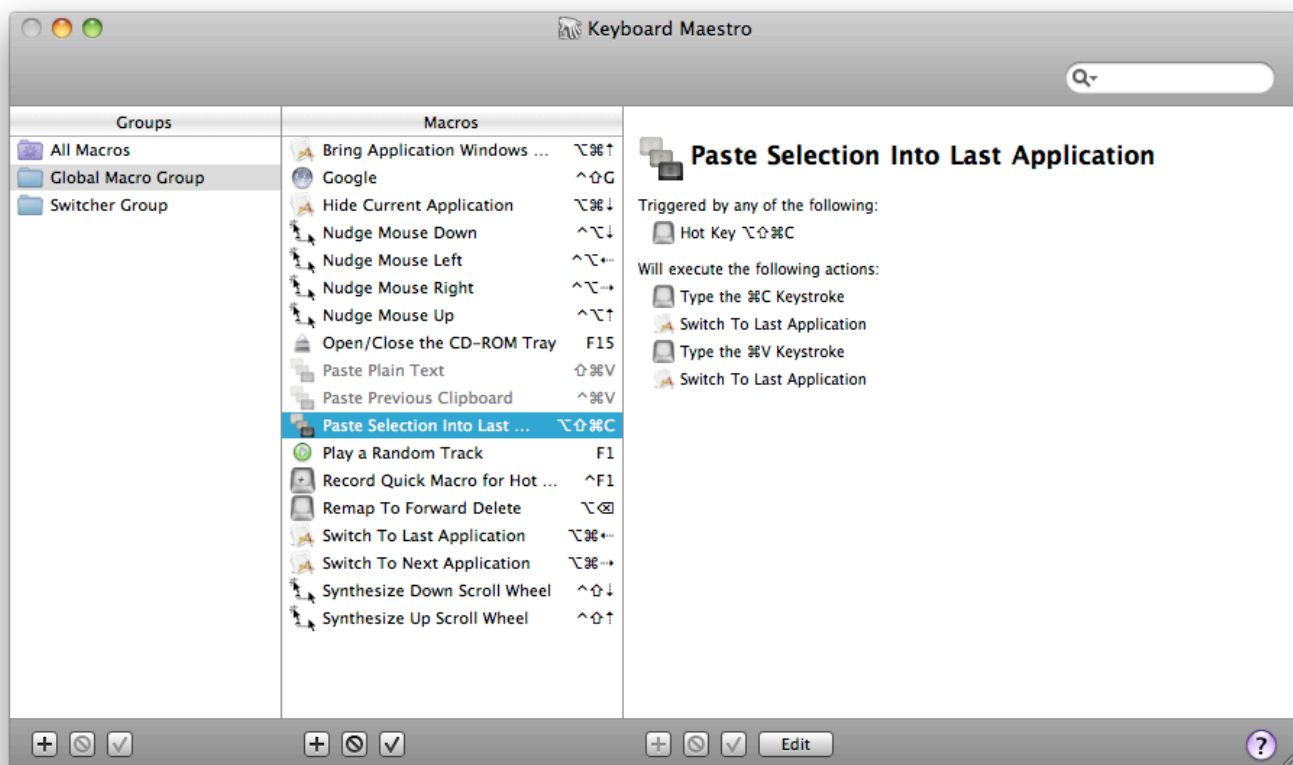 Keyboard Maestro
Groups
All Macros
Global Macro Group
Switcher Group
Macros
Bring Application Windows ... ⌥⌘↑
Google ^⇧G
Hide Current Application ⌥⌘↓
Nudge Mouse Down ^⌥↓
Nudge Mouse Left ^⌥←
Nudge Mouse Right ^⌥→
Nudge Mouse Up ^⌥↑
Open/Close the CD-ROM Tray F15
Paste Plain Text ⇧⌘V
Paste Previous Clipboard ^⌘V
Paste Selection Into Last ... ⌥⇧⌘C
Play a Random Track F1
Record Quick Macro for Hot ... ^F1
Remap To Forward Delete ⌥⌫
Switch To Last Application ⌥⌘←
Switch To Next Application ⌥⌘→
Synthesize Down Scroll Wheel ^⇧↓
Synthesize Up Scroll Wheel ^⇧↑
Paste Selection Into Last Application
Triggered by any of the following:
Hot Key ⌥⇧⌘C
Will execute the following actions:
Type the ⌘C Keystroke
Switch To Last Application
Type the ⌘V Keystroke
Switch To Last Application
Edit
?